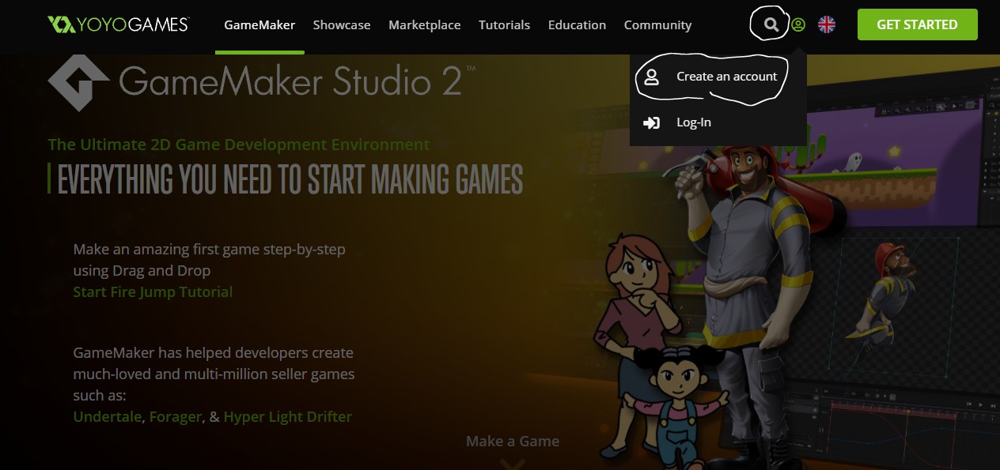 YOYOGAMES™
GameMaker Showcase Marketplace Tutorials Education Community
GET STARTED
Create an account
Log-In
GameMaker Studio 2™
The Ultimate 2D Game Development Environment
EVERYTHING YOU NEED TO START MAKING GAMES
Make an amazing first game step-by-step
using Drag and Drop
Start Fire Jump Tutorial
GameMaker has helped developers create
much-loved and multi-million seller games
such as:
Undertale, Forager, & Hyper Light Drifter
Make a Game